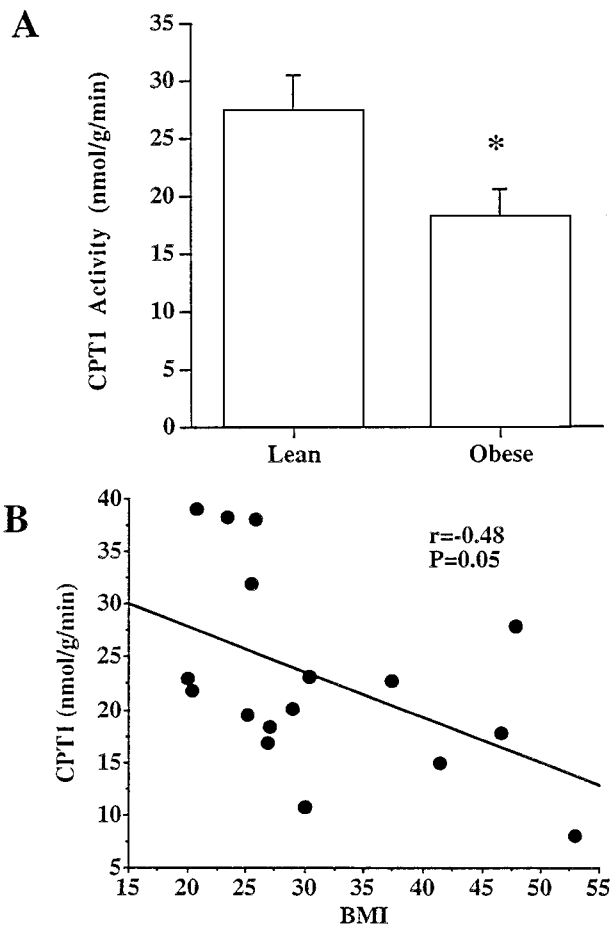 A
CPT1 Activity (nmol/g/min)
35
30
25
20
15
10
5
0
*
Lean Obese
B
CPT1 (nmol/g/min)
40
35
30
25
20
15
10
5
r=-0.48
P=0.05
15 20 25 30 35 40 45 50 55
BMI